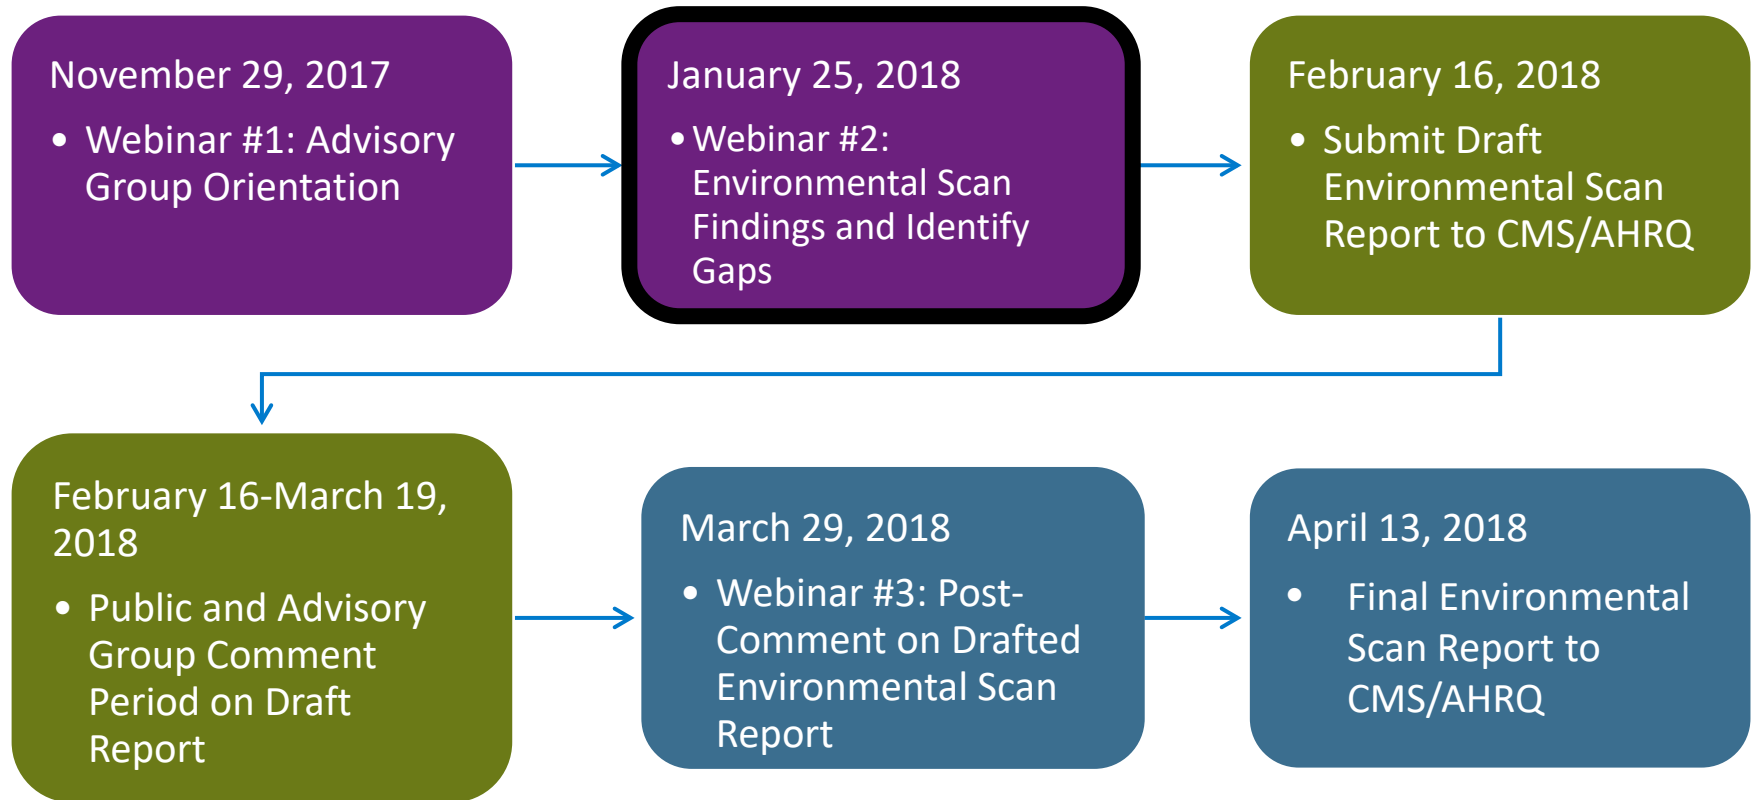 November 29, 2017
• Webinar #1: Advisory
Group Orientation
January 25, 2018
• Webinar #2:
Environmental Scan
Findings and Identify
Gaps
February 16, 2018
• Submit Draft
Environmental Scan
Report to CMS/AHRQ
February 16-March 19,
2018
• Public and Advisory
Group Comment
Period on Draft
Report
March 29, 2018
• Webinar #3: Post-
Comment on Drafted
Environmental Scan
Report
April 13, 2018
• Final Environmental
Scan Report to
CMS/AHRQ